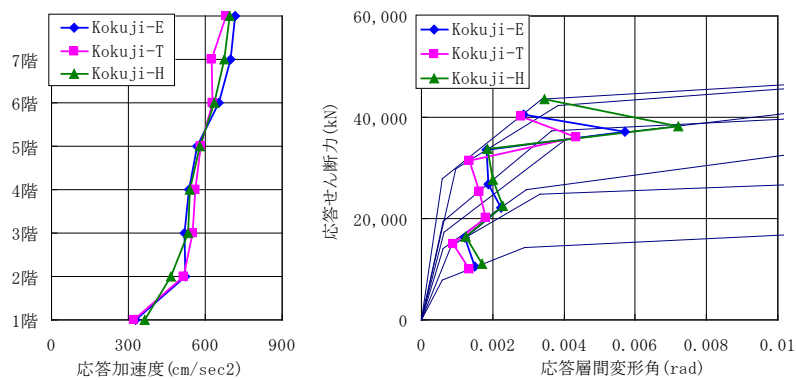 Kokuji-E
Kokuji-T
Kokuji-H
7階
6階
5階
4階
3階
2階
1階
0
300
600
900
応答加速度(cm/sec2)
60,000
40,000
20,000
0
応答せん断力(kN)
Kokuji-E
Kokuji-T
Kokuji-H
0
0.002
0.004
0.006
0.008
0.01
応答層間変形角(rad)